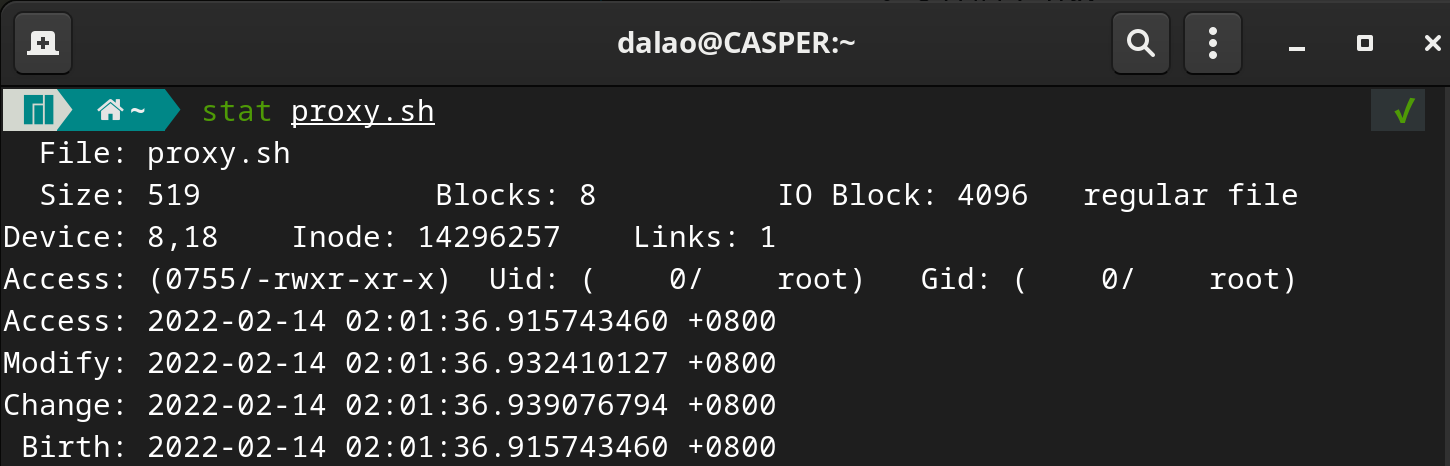 dalao@CASPER:~
~ stat proxy.sh
File: proxy.sh
Size: 519 Blocks: 8 IO Block: 4096 regular file
Device: 8,18 Inode: 14296257 Links: 1
Access: (0755/-rwxr-xr-x) Uid: ( 0/ root) Gid: ( 0/ root)
Access: 2022-02-14 02:01:36.915743460 +0800
Modify: 2022-02-14 02:01:36.932410127 +0800
Change: 2022-02-14 02:01:36.939076794 +0800
Birth: 2022-02-14 02:01:36.915743460 +0800